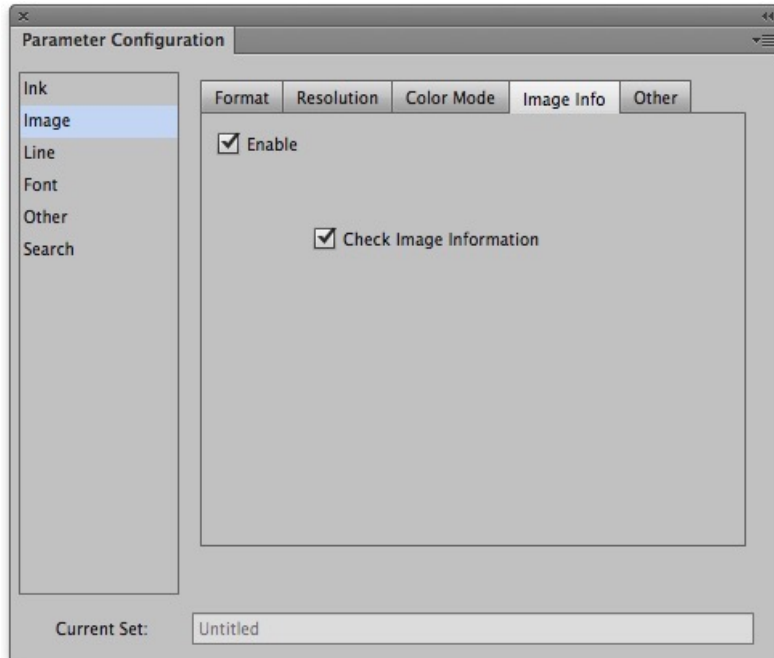 Parameter Configuration
Ink
Image
Line
Font
Other
Search
Format Resolution Color Mode Image Info Other
Enable
Check Image Information
Current Set: Untitled